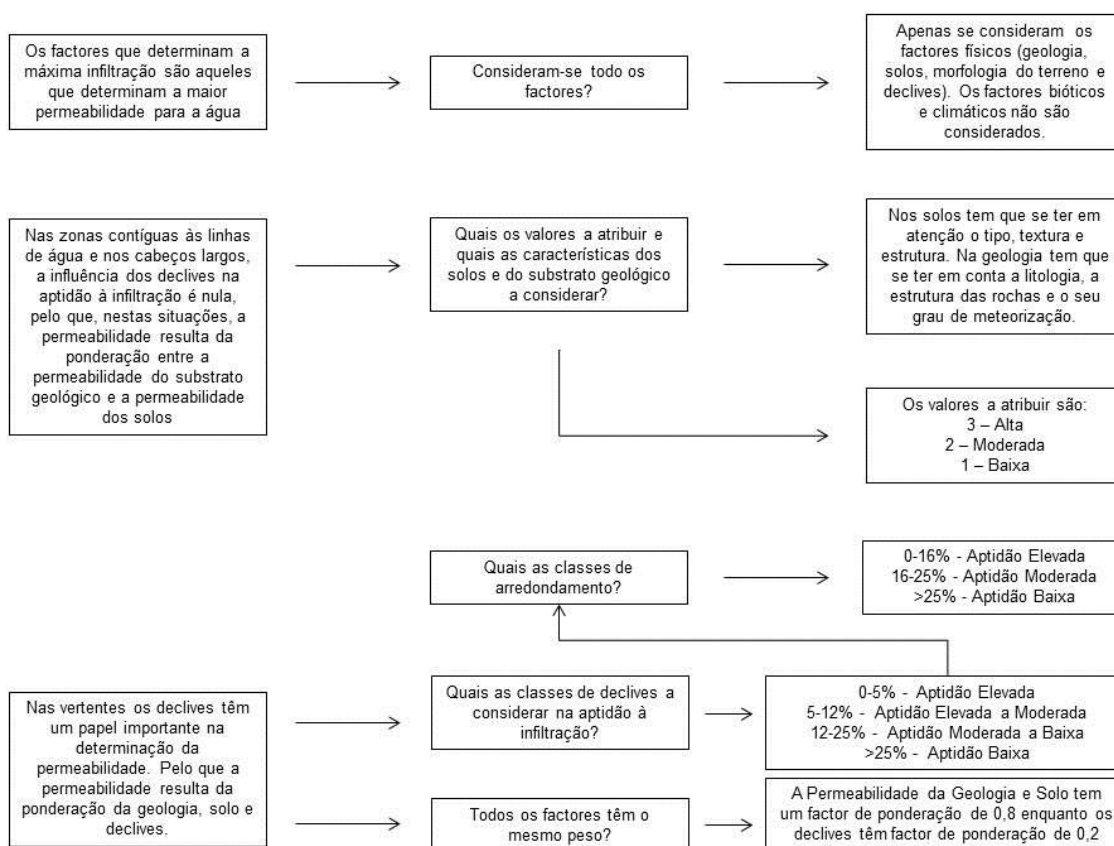 Os factores que determinam a
máxima infiltração são aqueles
que determinam a maior
permeabilidade para a água
Consideram-se todo os
factores?
Apenas se consideram os
factores físicos (geologia,
solos, morfologia do terreno e
declives). Os factores bióticos
e climáticos não são
considerados.
Nas zonas contíguas às linhas
de água e nos cabeços largos,
a influência dos declives na
aptidão à infiltração é nula,
pelo que, nestas situações, a
permeabilidade resulta da
ponderação entre a
permeabilidade do substrato
geológico e a permeabilidade
dos solos
Quais os valores a atribuir e
quais as características dos
solos e do substrato geológico
a considerar?
Nos solos tem que se ter em
atenção o tipo, textura e
estrutura. Na geologia tem que
se ter em conta a litologia, a
estrutura das rochas e o seu
grau de meteorização.
Os valores a atribuir são:
3 – Alta
2 – Moderada
1 – Baixa
Quais as classes de
arredondamento?
0-16% - Aptidão Elevada
16-25% - Aptidão Moderada
>25% - Aptidão Baixa
Nas vertentes os declives têm
um papel importante na
determinação da
permeabilidade. Pelo que a
permeabilidade resulta da
ponderação da geologia, solo e
declives.
Quais as classes de declives a
considerar na aptidão à
infiltração?
0-5% - Aptidão Elevada
5-12% - Aptidão Elevada a Moderada
12-25% - Aptidão Moderada a Baixa
>25% - Aptidão Baixa
Todos os factores têm o
mesmo peso?
A Permeabilidade da Geologia e Solo tem
um factor de ponderação de 0,8 enquanto os
declives têm factor de ponderação de 0,2